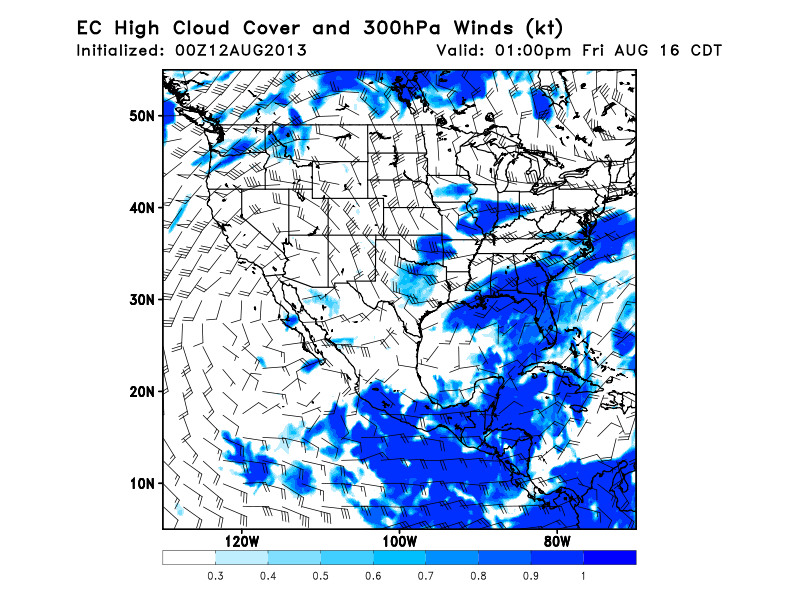 EC High Cloud Cover and 300hPa Winds (kt)
Initialized: 00Z12AUG2013 Valid: 01:00pm Fri AUG 16 CDT
50N
40N
30N
20N
10N
120W 100W 80W
0.3 0.4 0.5 0.6 0.7 0.8 0.9 1